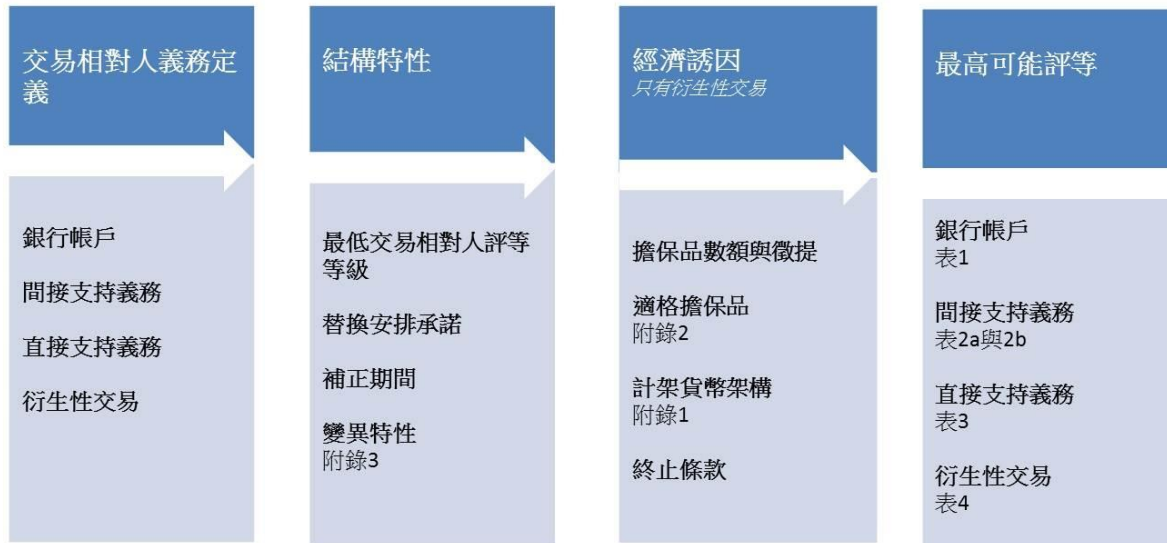 交易相對人義務定
義
銀行帳戶
間接支持義務
直接支持義務
衍生性交易
結構特性
最低交易相對人評等
等級
替換安排承諾
補正期間
變異特性
附錄3
經濟誘因
只有衍生性交易
擔保品數額與徵提
適格擔保品
附錄2
計架貨幣架構
附錄1
終止條款
最高可能評等
銀行帳戶
表1
間接支持義務
表2a與2b
直接支持義務
表3
衍生性交易
表4